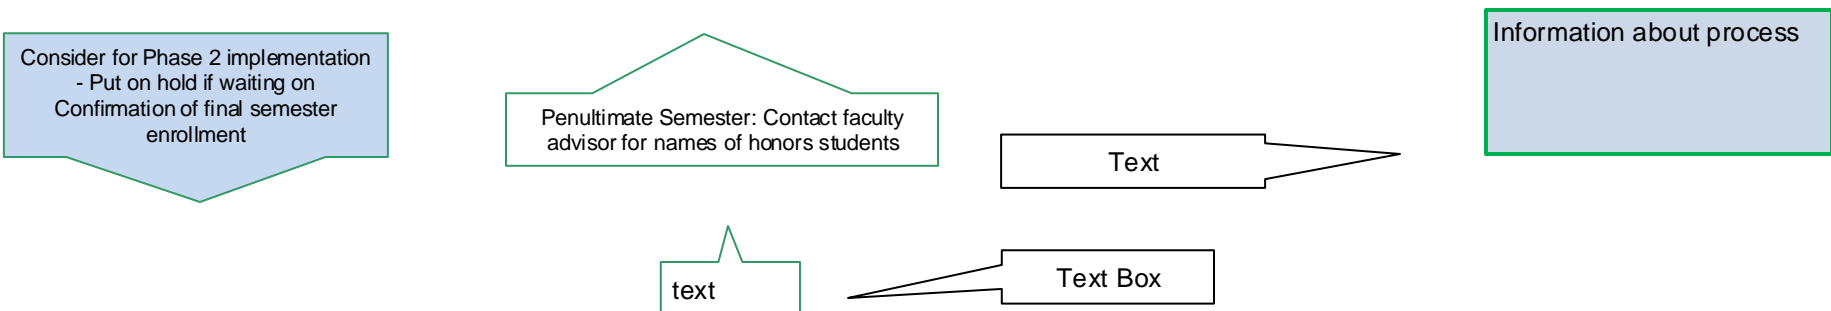 Consider for Phase 2 implementation
- Put on hold if waiting on
Confirmation of final semester
enrollment
Penultimate Semester: Contact faculty
advisor for names of honors students
Text
Information about process
text
Text Box